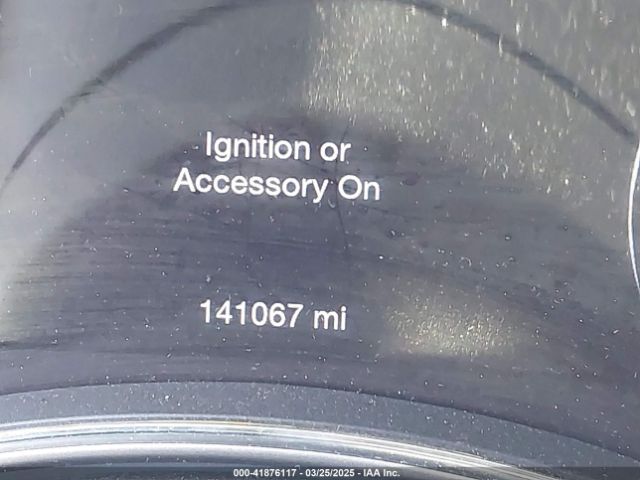 Ignition or
Accessory On
141067 mi
000-41876117 - 03/25/2025 - IAA Inc.